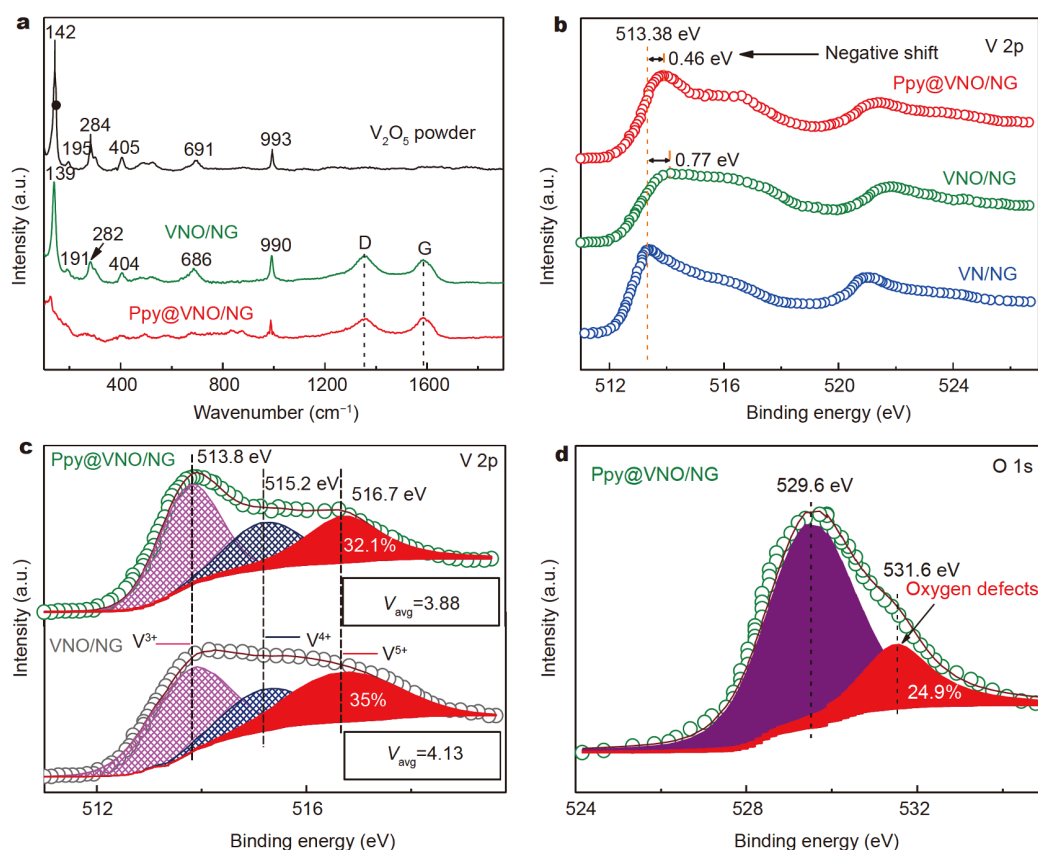 a
142
284
195
405
691
993
V₂O₅ powder
139
191
282
404
686
990
VNO/NG
D
G
Ppy@VNO/NG
400
800
1200
1600
Wavenumber (cm⁻¹)
Intensity (a.u.)
b
513.38 eV
V 2p
0.46 eV
Negative shift
Ppy@VNO/NG
0.77 eV
VNO/NG
VN/NG
512
516
520
524
Binding energy (eV)
Intensity (a.u.)
c
Ppy@VNO/NG
513.8 eV
V 2p
515.2 eV
516.7 eV
32.1%
Vavg=3.88
VNO/NG
V³⁺
V⁴⁺
V⁵⁺
35%
Vavg=4.13
512
516
Binding energy (eV)
Intensity (a.u.)
d
Ppy@VNO/NG
O 1s
529.6 eV
531.6 eV
Oxygen defects
24.9%
524
528
532
Binding energy (eV)
Intensity (a.u.)